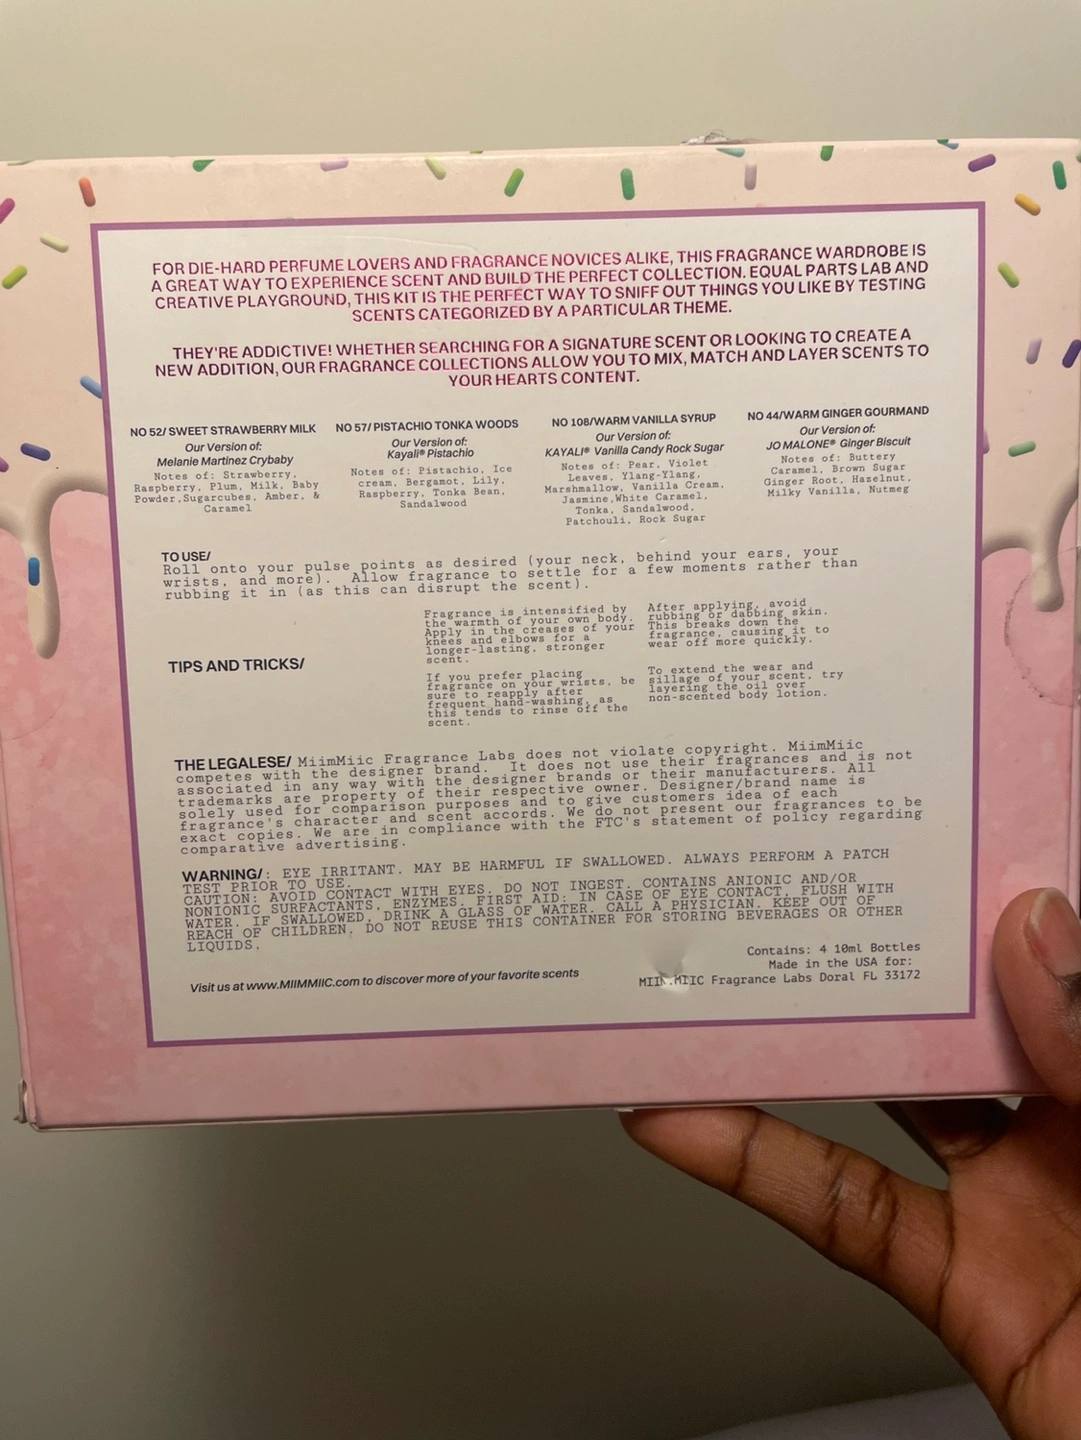 FOR DIE-HARD PERFUME LOVERS AND FRAGRANCE NOVICES ALIKE, THIS FRAGRANCE WARDROBE IS
A GREAT WAY TO EXPERIENCE SCENT AND BUILD THE PERFECT COLLECTION. EQUAL PARTS LAB AND
CREATIVE PLAYGROUND, THIS KIT IS THE PERFECT WAY TO SNIFF OUT THINGS YOU LIKE BY TESTING
SCENTS CATEGORIZED BY A PARTICULAR THEME.
THEY'RE ADDICTIVE! WHETHER SEARCHING FOR A SIGNATURE SCENT OR LOOKING TO CREATE A
NEW ADDITION, OUR FRAGRANCE COLLECTIONS ALLOW YOU TO MIX, MATCH AND LAYER SCENTS TO
YOUR HEARTS CONTENT.
NO 52/ SWEET STRAWBERRY MILK
Our Version of:
Melanie Martinez Crybaby
Notes of: Strawberry,
Raspberry, Plum, Milk, Baby
Powder,Sugarcubes, Amber, &
Caramel
NO 57/ PISTACHIO TONKA WOODS
Our Version of:
Kayali® Pistachio
Notes of: Pistachio, Ice
cream, Bergamot, Lily,
Raspberry, Tonka Bean,
Sandalwood
NO 108/WARM VANILLA SYRUP
Our Version of:
KAYALI® Vanilla Candy Rock Sugar
Notes of: Pear, Violet
Leaves, Ylang-Ylang,
Marshmallow, Vanilla Cream,
Jasmine,White Caramel,
Tonka, Sandalwood,
Patchouli, Rock Sugar
NO 44/WARM GINGER GOURMAND
Our Version of:
JO MALONE® Ginger Biscuit
Notes of: Buttery
Caramel, Brown Sugar
Ginger Root, Hazelnut,
Milky Vanilla, Nutmeg
TO USE/
Roll onto your pulse points as desired (your neck, behind your ears, your
wrists, and more). Allow fragrance to settle for a few moments rather than
rubbing it in (as this can disrupt the scent).
TIPS AND TRICKS/
Fragrance is intensified by
the warmth of your own body.
Apply in the creases of your
knees and elbows for a
longer-lasting, stronger
scent.
If you prefer placing
fragrance on your wrists, be
sure to reapply after
frequent hand-washing, as
this tends to rinse off the
scent.
After applying, avoid
rubbing or dabbing skin.
This breaks down the
fragrance, causing it to
wear off more quickly.
To extend the wear and
sillage of your scent, try
layering the oil over
non-scented body lotion.
THE LEGALESE/ MiimMiic Fragrance Labs does not violate copyright. MiimMiic
competes with the designer brand. It does not use their fragrances and is not
associated in any way with the designer brands or their manufacturers. All
trademarks are property of their respective owner. Designer/brand name is
solely used for comparison purposes and to give customers idea of each
fragrance's character and scent accords. We do not present our fragrances to be
exact copies. We are in compliance with the FTC's statement of policy regarding
comparative advertising.
WARNING/: EYE IRRITANT. MAY BE HARMFUL IF SWALLOWED. ALWAYS PERFORM A PATCH
TEST PRIOR TO USE.
CAUTION: AVOID CONTACT WITH EYES. DO NOT INGEST. CONTAINS ANIONIC AND/OR
NONIONIC SURFACTANTS, ENZYMES. FIRST AID: IN CASE OF EYE CONTACT, FLUSH WITH
WATER. IF SWALLOWED, DRINK A GLASS OF WATER. CALL A PHYSICIAN. KEEP OUT OF
REACH OF CHILDREN. DO NOT REUSE THIS CONTAINER FOR STORING BEVERAGES OR OTHER
LIQUIDS.
Visit us at www.MIIMMIIC.com to discover more of your favorite scents
Contains: 4 10ml Bottles
Made in the USA for:
MIIMMIIC Fragrance Labs Doral FL 33172